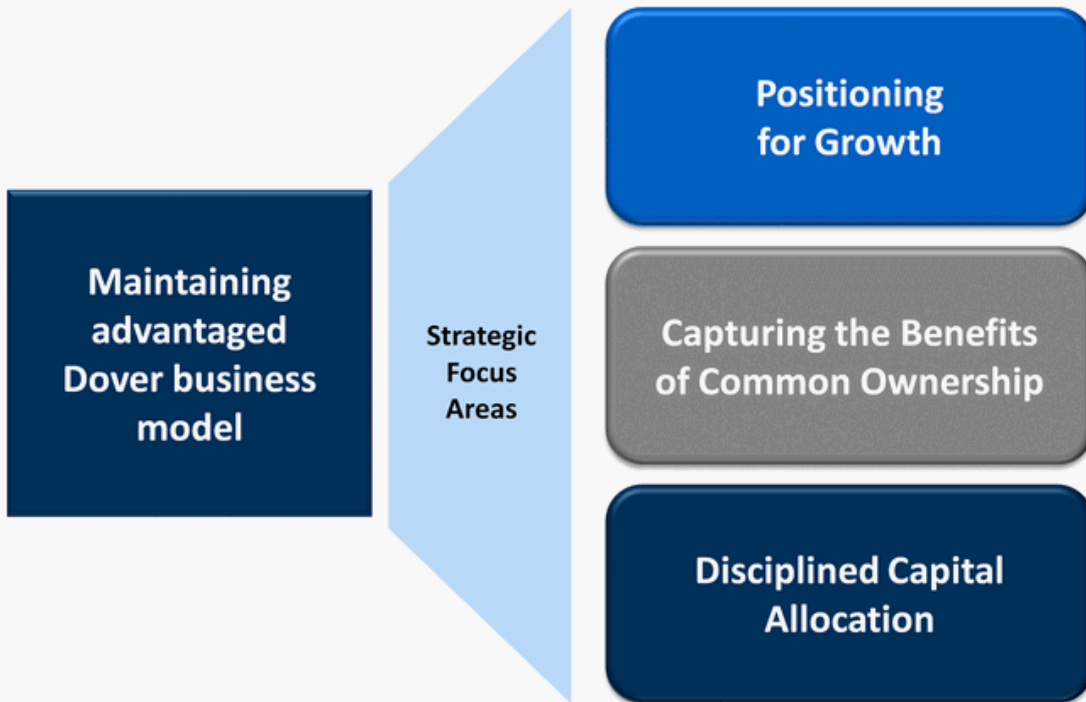 Maintaining
advantaged
Dover business
model
Strategic
Focus
Areas
Positioning
for Growth
Capturing the Benefits
of Common Ownership
Disciplined Capital
Allocation